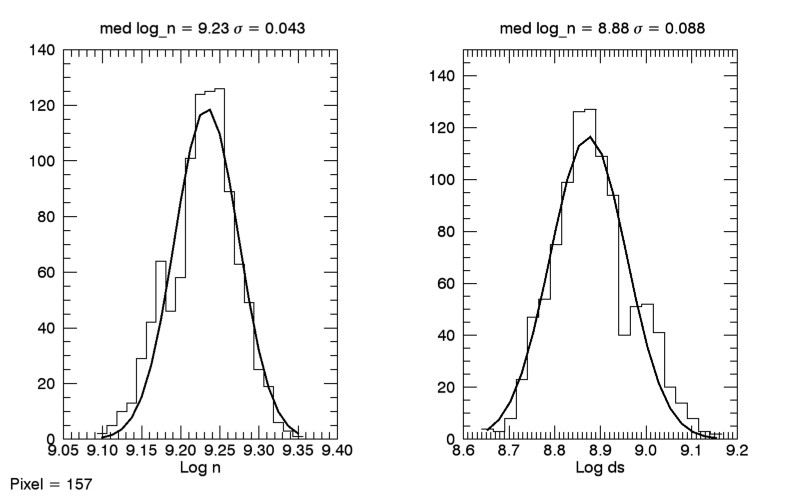 med log_n = 9.23 σ = 0.043
140
120
100
80
60
40
20
0
9.05 9.10 9.15 9.20 9.25 9.30 9.35 9.40
Log n
med log_n = 8.88 σ = 0.088
140
120
100
80
60
40
20
0
8.6 8.7 8.8 8.9 9.0 9.1 9.2
Log ds
Pixel = 157